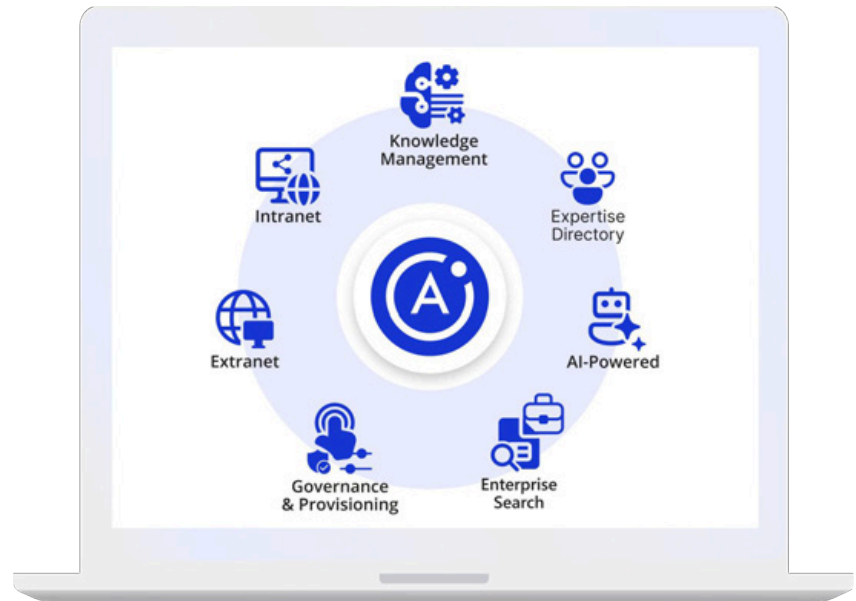 Knowledge
Management
Expertise
Directory
AI-Powered
Enterprise
Search
Governance
& Provisioning
Extranet
Intranet
A